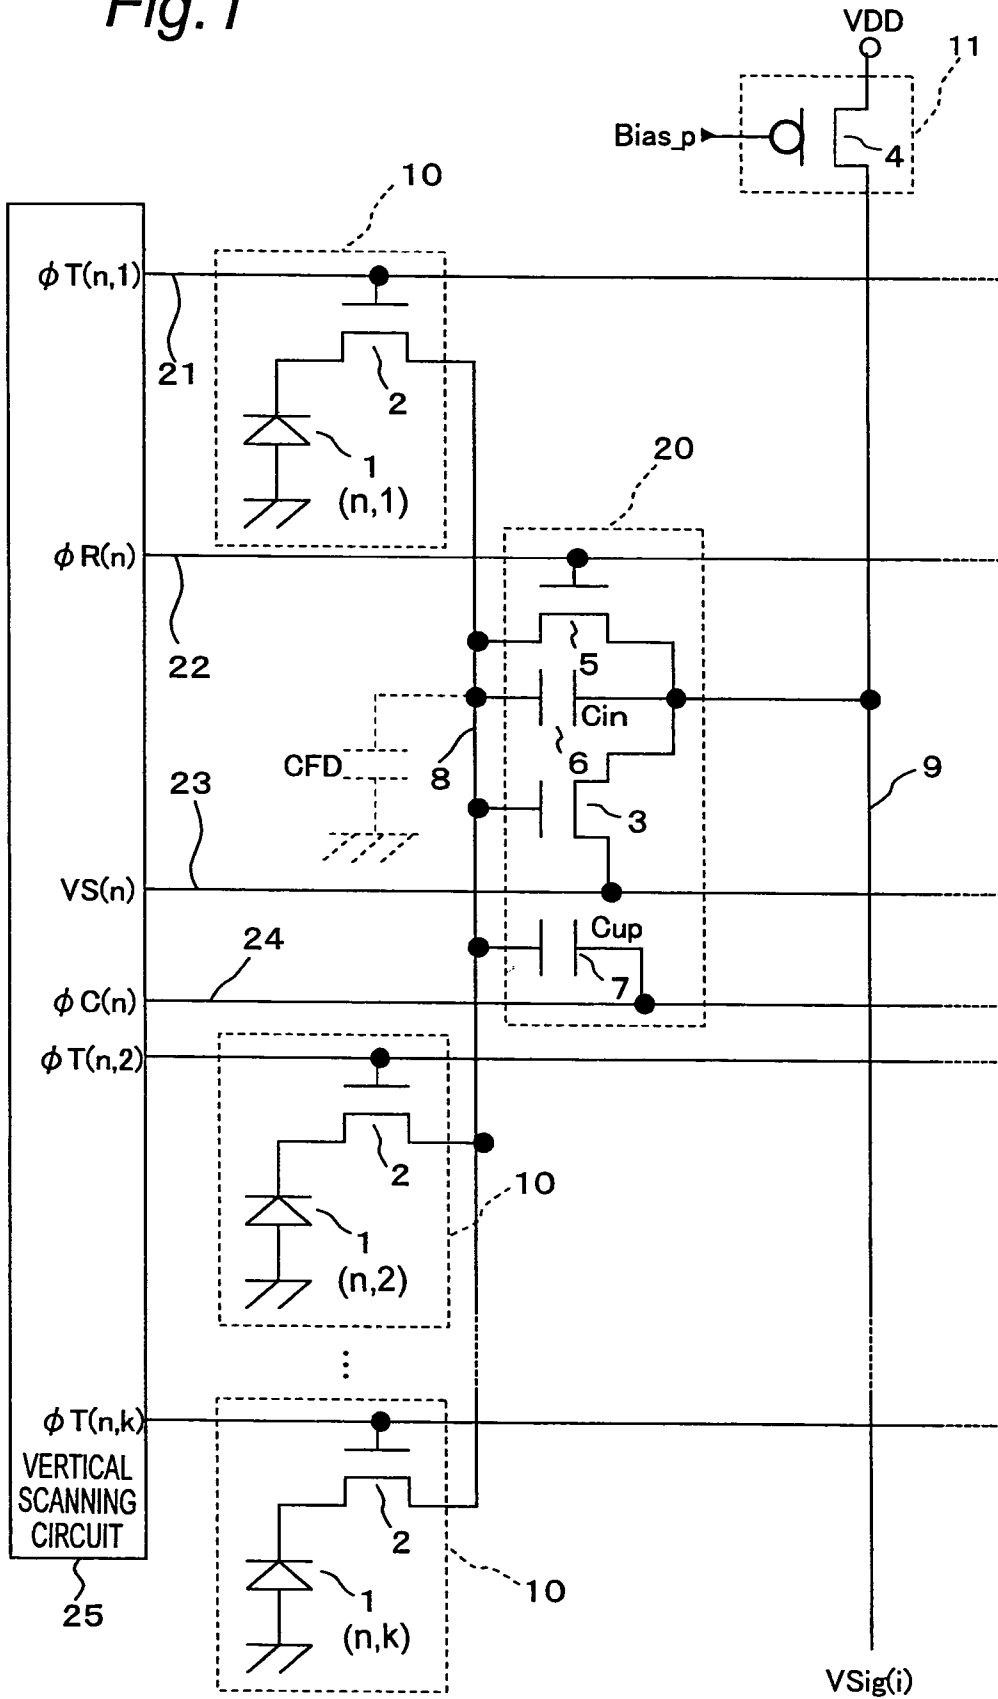 Fig. 1
VDD
11
Bias_p
4
10
ϕT(n,1)
21
2
1
(n,1)
20
ϕR(n)
22
5
Cin
6
CFD
8
9
23
3
VS(n)
Cup
24
7
ϕC(n)
ϕT(n,2)
2
10
1
(n,2)
⋮
ϕT(n,k)
VERTICAL
SCANNING
CIRCUIT
2
25
1
10
(n,k)
VSig(i)